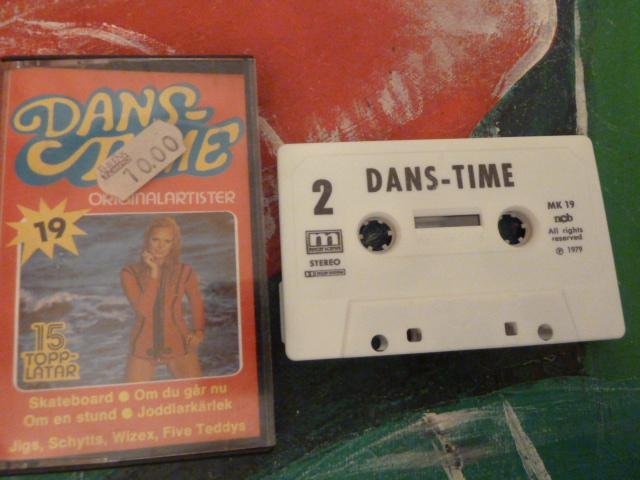 DANS-
TIME
10.00
ORIGINALARTISTER
19
15
TOPP-
LÅTAR
Skateboard ● Om du går nu
Om en stund ● Joddlarkärlek
Jigs, Schytts, Wizex, Five Teddys
2 DANS-TIME
STEREO
MK 19
ncb
All rights
reserved
℗ 1979